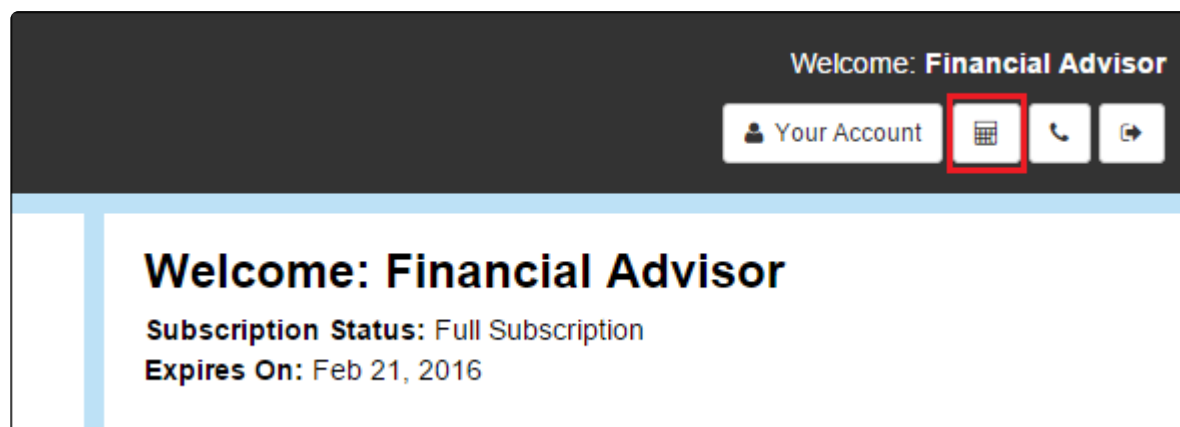 Welcome: Financial Advisor
Your Account
Welcome: Financial Advisor
Subscription Status: Full Subscription
Expires On: Feb 21, 2016